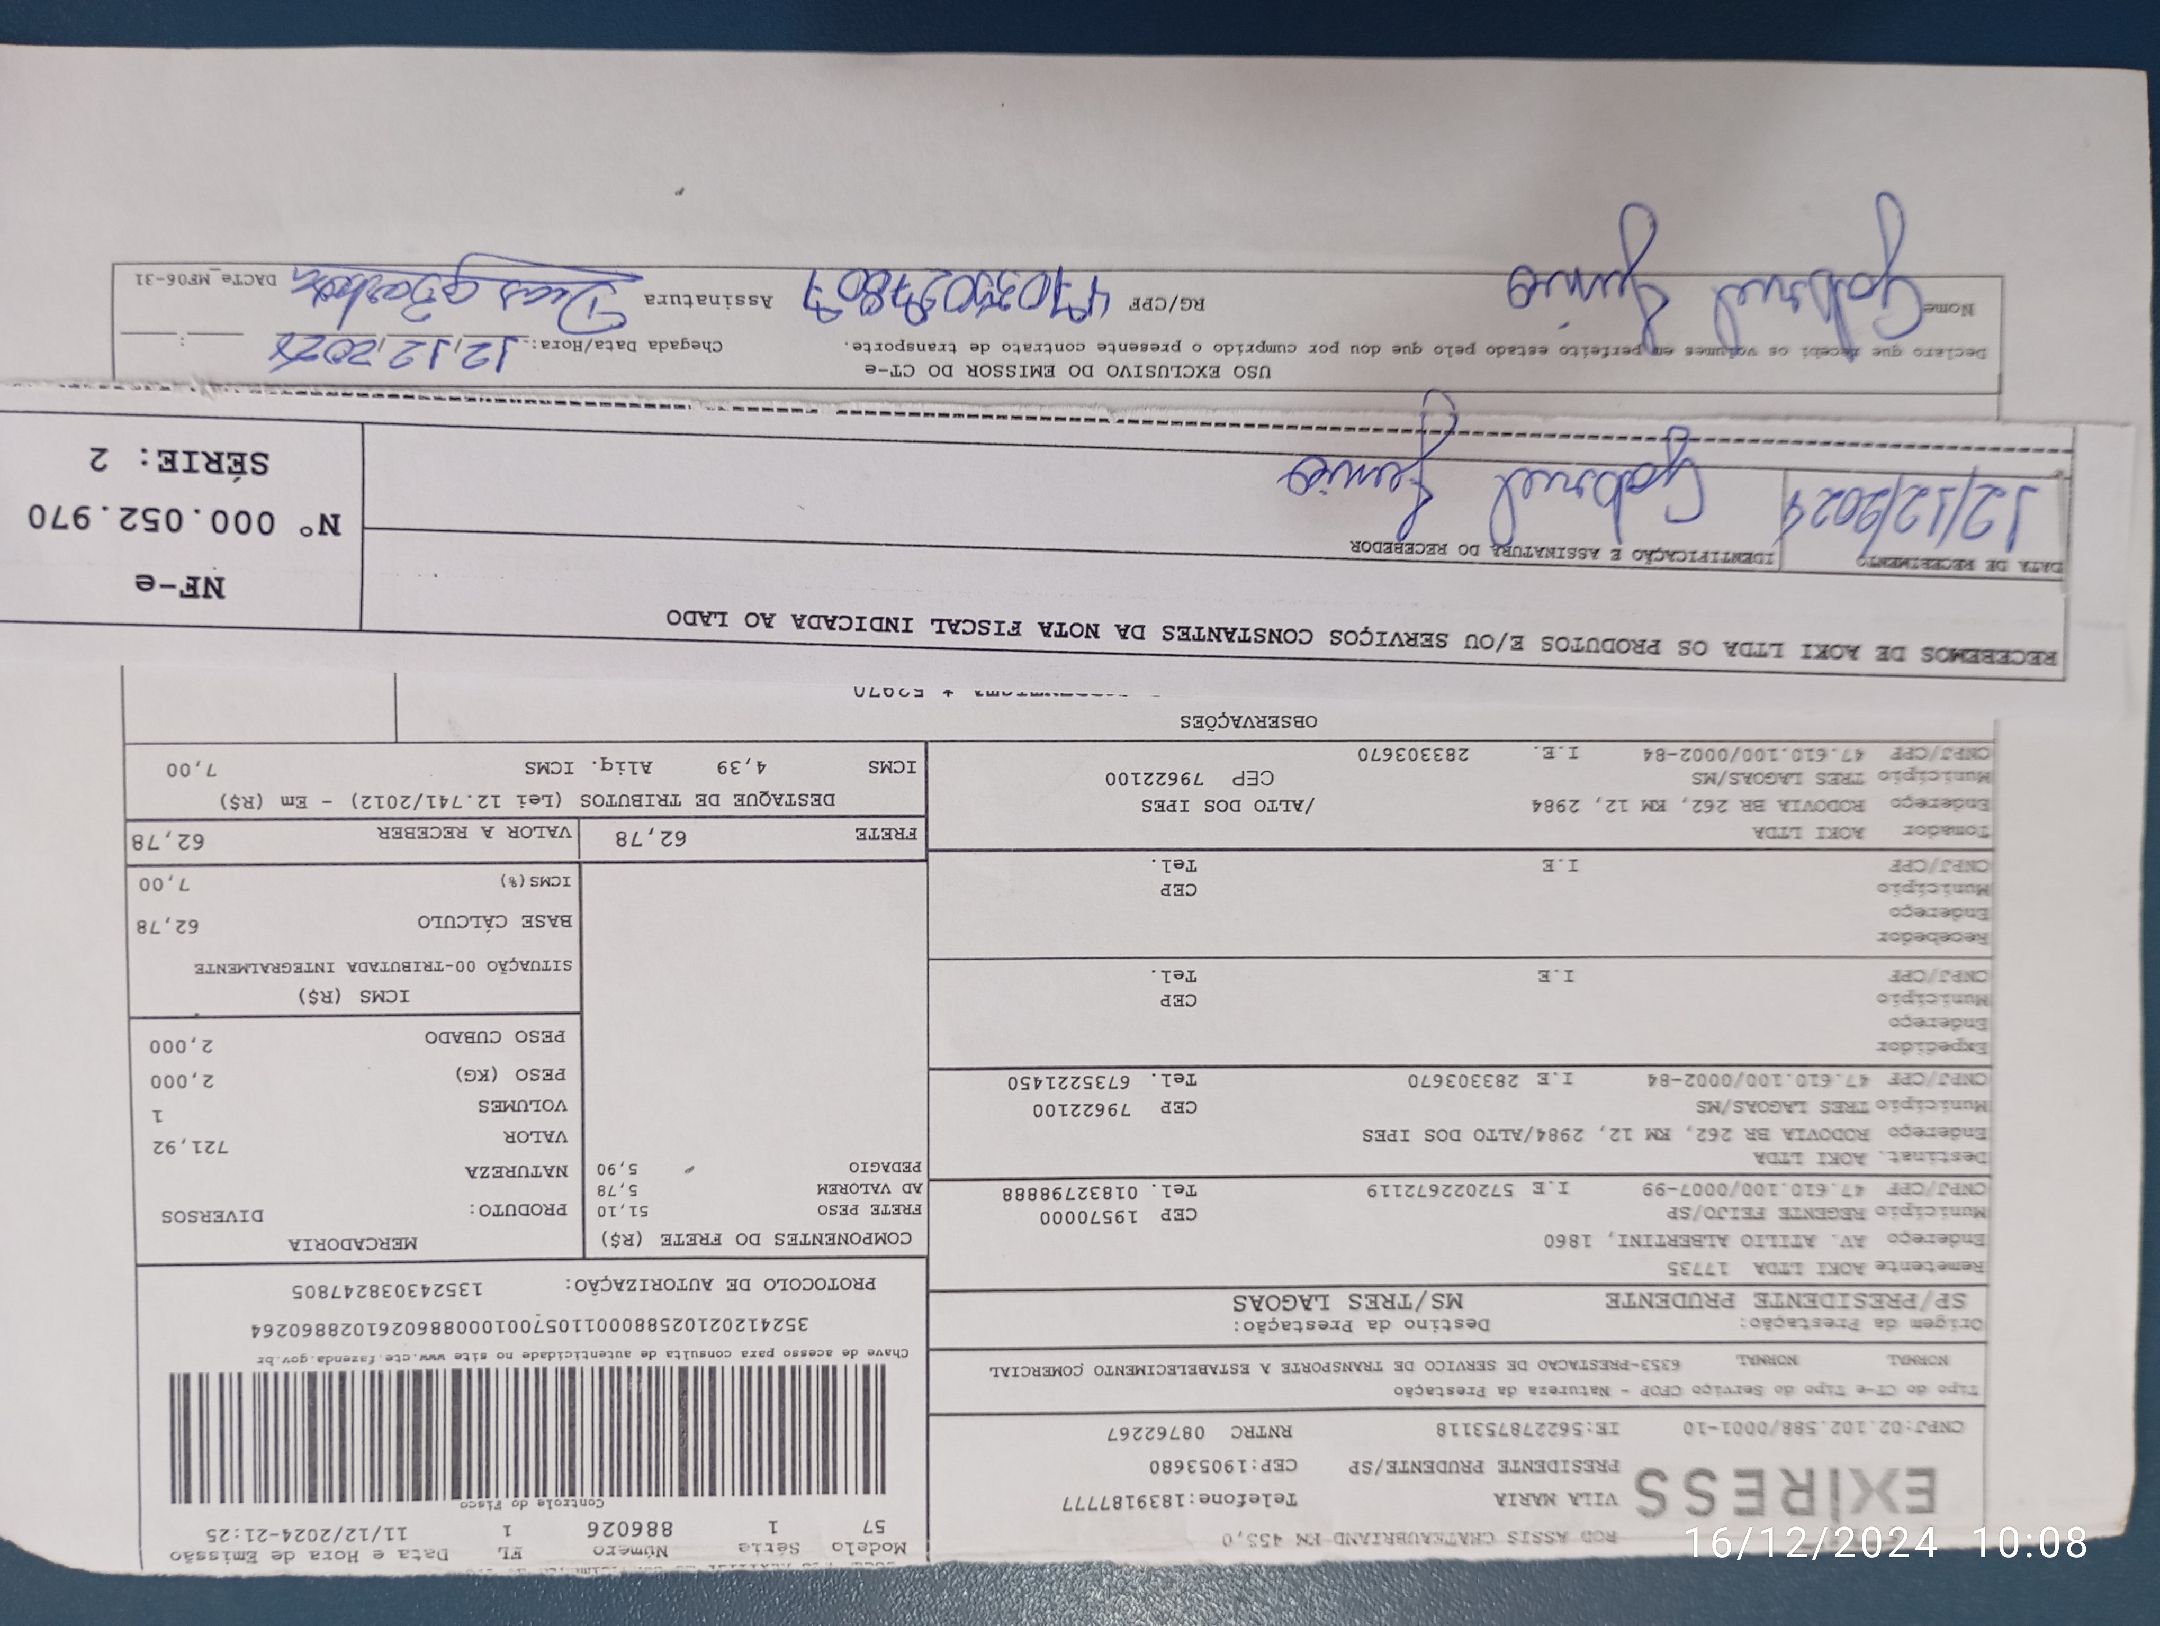 Modelo Série Número FL Data e Hora de Emissão
57 1 886026 1 11/12/2024-21:25
Controle do Fisco
Chave de acesso para consulta de autenticidade no site www.cte.fazenda.gov.br
35241202102588000110570010008860261028860264
PROTOCOLO DE AUTORIZAÇÃO: 135243038247805
EXPRESS
ROD ASSIS CHATEAUBRIAND KM 455,0
VILA MARIA Telefone:1839187777
PRESIDENTE PRUDENTE/SP CEP:19053680
CNPJ:02.102.588/0001-10 IE:562278753118 RNTRC 08762267
Tipo do CT-e Tipo do Serviço CFOP - Natureza da Prestação
NORMAL NORMAL 6353-PRESTACAO DE SERVICO DE TRANSPORTE A ESTABELECIMENTO COMERCIAL
Origem da Prestação: Destino da Prestação:
SP/PRESIDENTE PRUDENTE MS/TRES LAGOAS
Remetente AOKI LTDA 17735
Endereço AV. ATILIO ALBERTINI, 1860
Município REGENTE FEIJO/SP CEP 19570000
CNPJ/CPF 47.610.100/0007-99 I.E 572022672119 Tel. 01832798888
Destinat. AOKI LTDA
Endereço RODOVIA BR 262, KM 12, 2984/ALTO DOS IPES
Município TRES LAGOAS/MS CEP 79622100
CNPJ/CPF 47.610.100/0002-84 I.E 283303670 Tel. 6735221450
Expedidor
Endereço
Município CEP
CNPJ/CPF I.E Tel.
Recebedor
Endereço
Município CEP
CNPJ/CPF I.E Tel.
Tomador AOKI LTDA
Endereço RODOVIA BR 262, KM 12, 2984 /ALTO DOS IPES
Município TRES LAGOAS/MS CEP 79622100
CNPJ/CPF 47.610.100/0002-84 I.E. 283303670
COMPONENTES DO FRETE (R$)
FRETE PESO 51,10
AD VALOREM 5,78
PEDAGIO 5,90
MERCADORIA
PRODUTO: DIVERSOS
NATUREZA
VALOR 721,92
VOLUMES 1
PESO (KG) 2,000
PESO CUBADO 2,000
ICMS (R$)
SITUAÇÃO 00-TRIBUTADA INTEGRALMENTE
BASE CÁLCULO 62,78
ICMS(%) 7,00
FRETE 62,78 VALOR A RECEBER 62,78
DESTAQUE DE TRIBUTOS (Lei 12.741/2012) - Em (R$)
ICMS 4,39 Aliq. ICMS 7,00
OBSERVAÇÕES
+ 52970
RECEBEMOS DE AOKI LTDA OS PRODUTOS E/OU SERVIÇOS CONSTANTES DA NOTA FISCAL INDICADA AO LADO
DATA DE RECEBIMENTO IDENTIFICAÇÃO E ASSINATURA DO RECEBEDOR
12/12/2024 Gabriel Junio
NF-e
Nº 000.052.970
SÉRIE: 2
USO EXCLUSIVO DO EMISSOR DO CT-e
Declaro que recebi os volumes em perfeito estado pelo que dou por cumprido o presente contrato de transporte. Chegada Data/Hora: 12,12,2024 :
Nome Gabriel Junio RG/CPF Assinatura Dias DACTe_MF06-31
16/12/2024 10:08